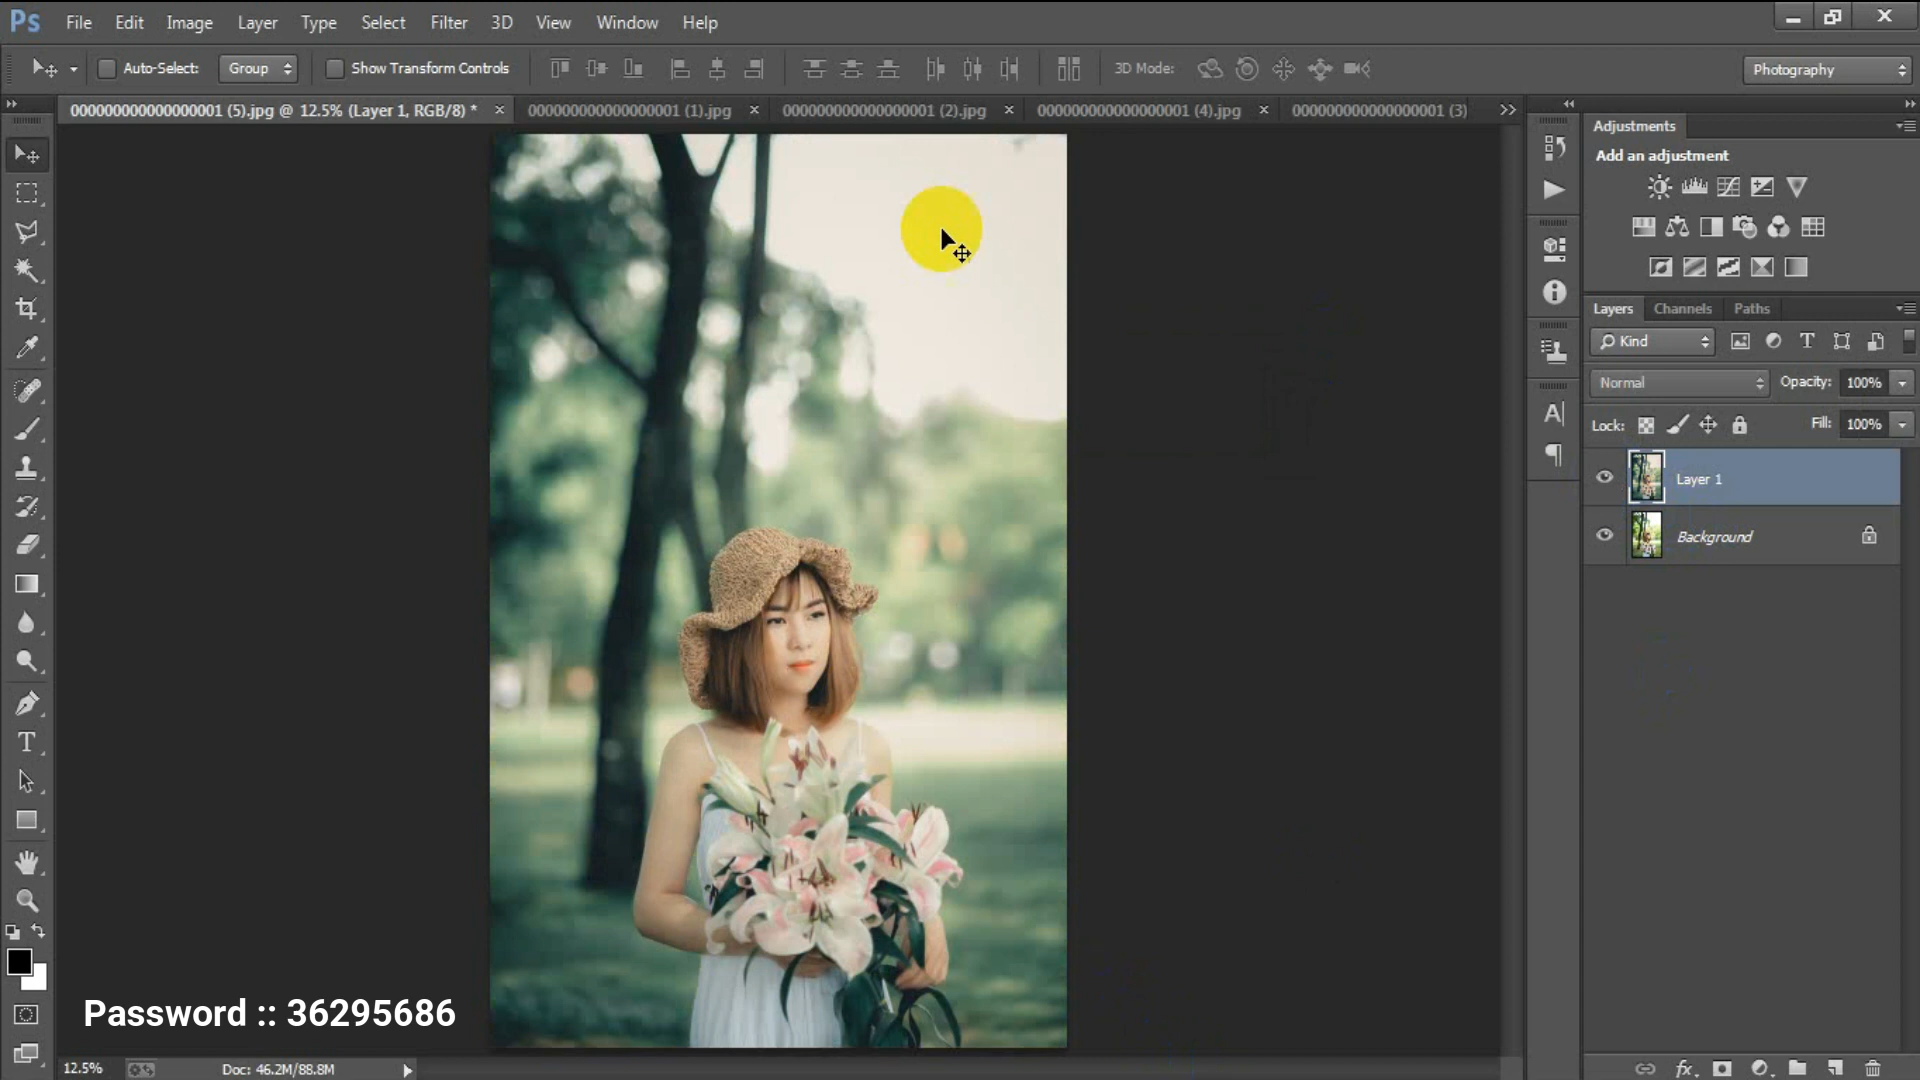 Ps File Edit Image Layer Type Select Filter 3D View Window Help
Auto-Select: Group Show Transform Controls 3D Mode: Photography
000000000000000001 (5).jpg @ 12.5% (Layer 1, RGB/8) * 000000000000000001 (1).jpg 000000000000000001 (2).jpg 000000000000000001 (4).jpg 000000000000000001 (3)
Adjustments
Add an adjustment
Layers Channels Paths
Kind
Normal Opacity: 100%
Lock: Fill: 100%
Layer 1
Background
Password :: 36295686
12.5% Doc: 46.2M/88.8M